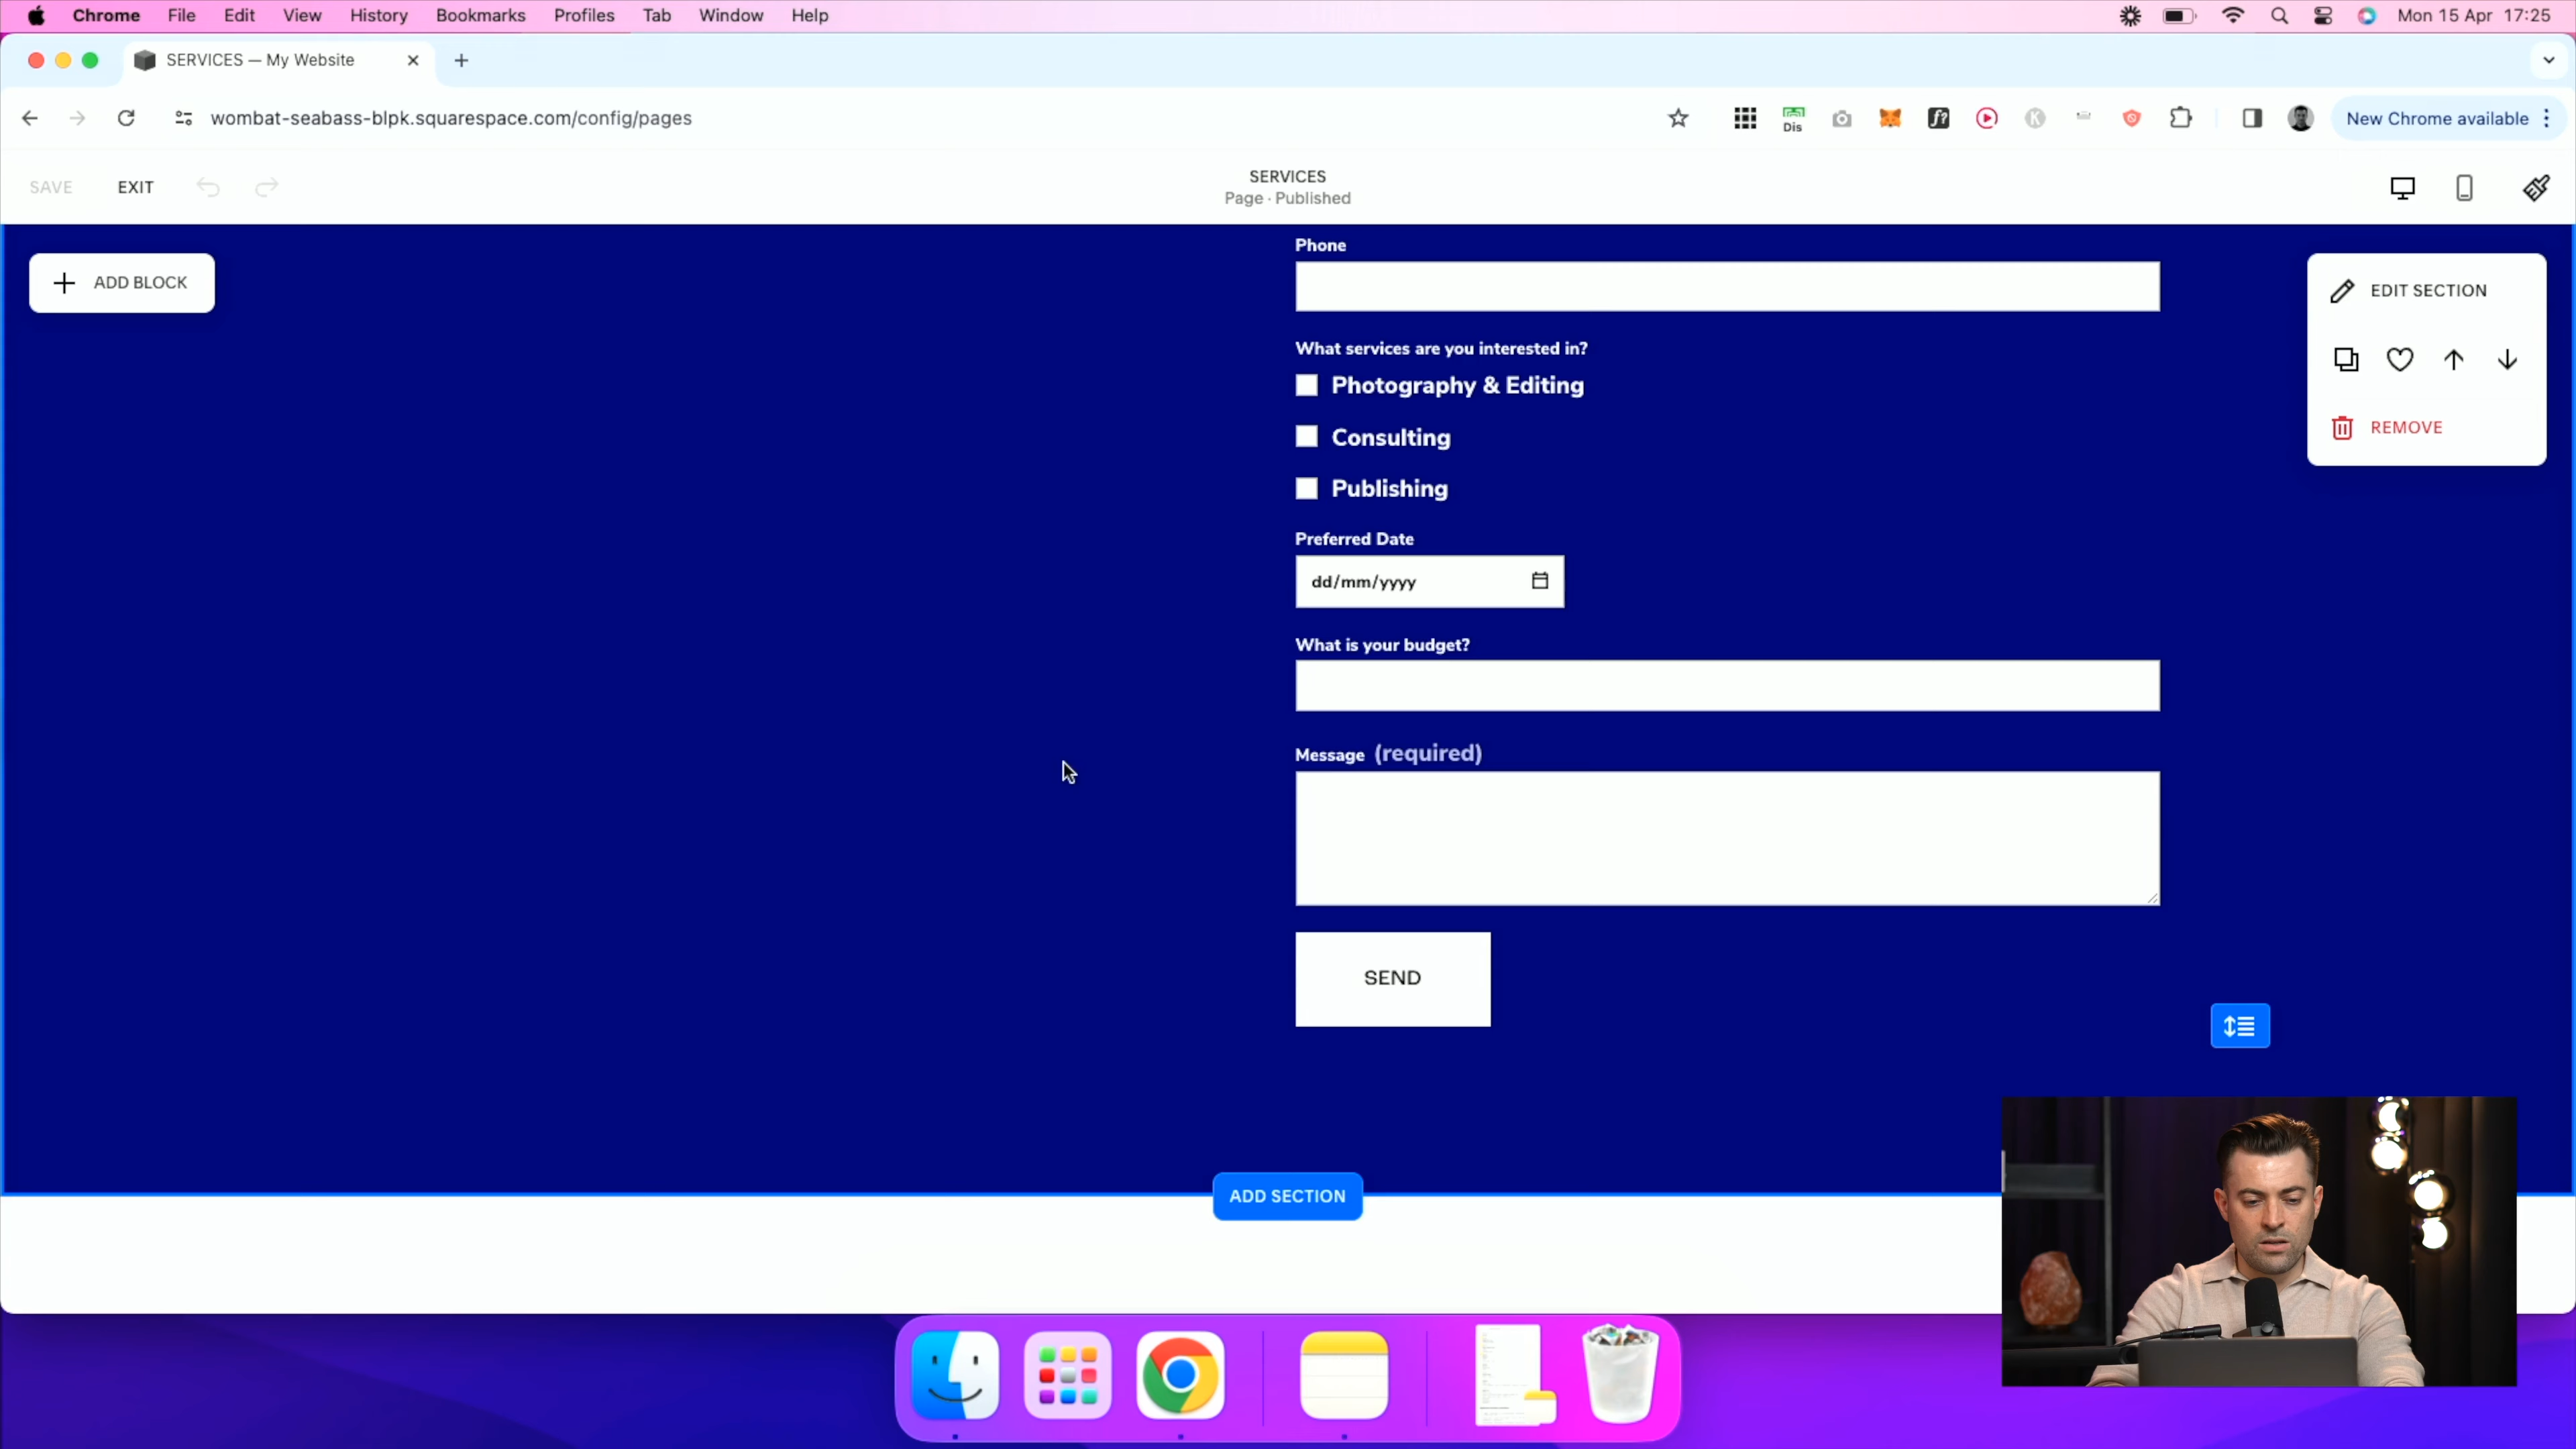 Chrome File Edit View History Bookmarks Profiles Tab Window Help Mon 15 Apr 17:25
SERVICES — My Website
wombat-seabass-blpk.squarespace.com/config/pages
Dis
New Chrome available
SAVE EXIT
SERVICES
Page · Published
ADD BLOCK
EDIT SECTION
REMOVE
Phone
What services are you interested in?
Photography & Editing
Consulting
Publishing
Preferred Date
dd/mm/yyyy
What is your budget?
Message (required)
SEND
ADD SECTION